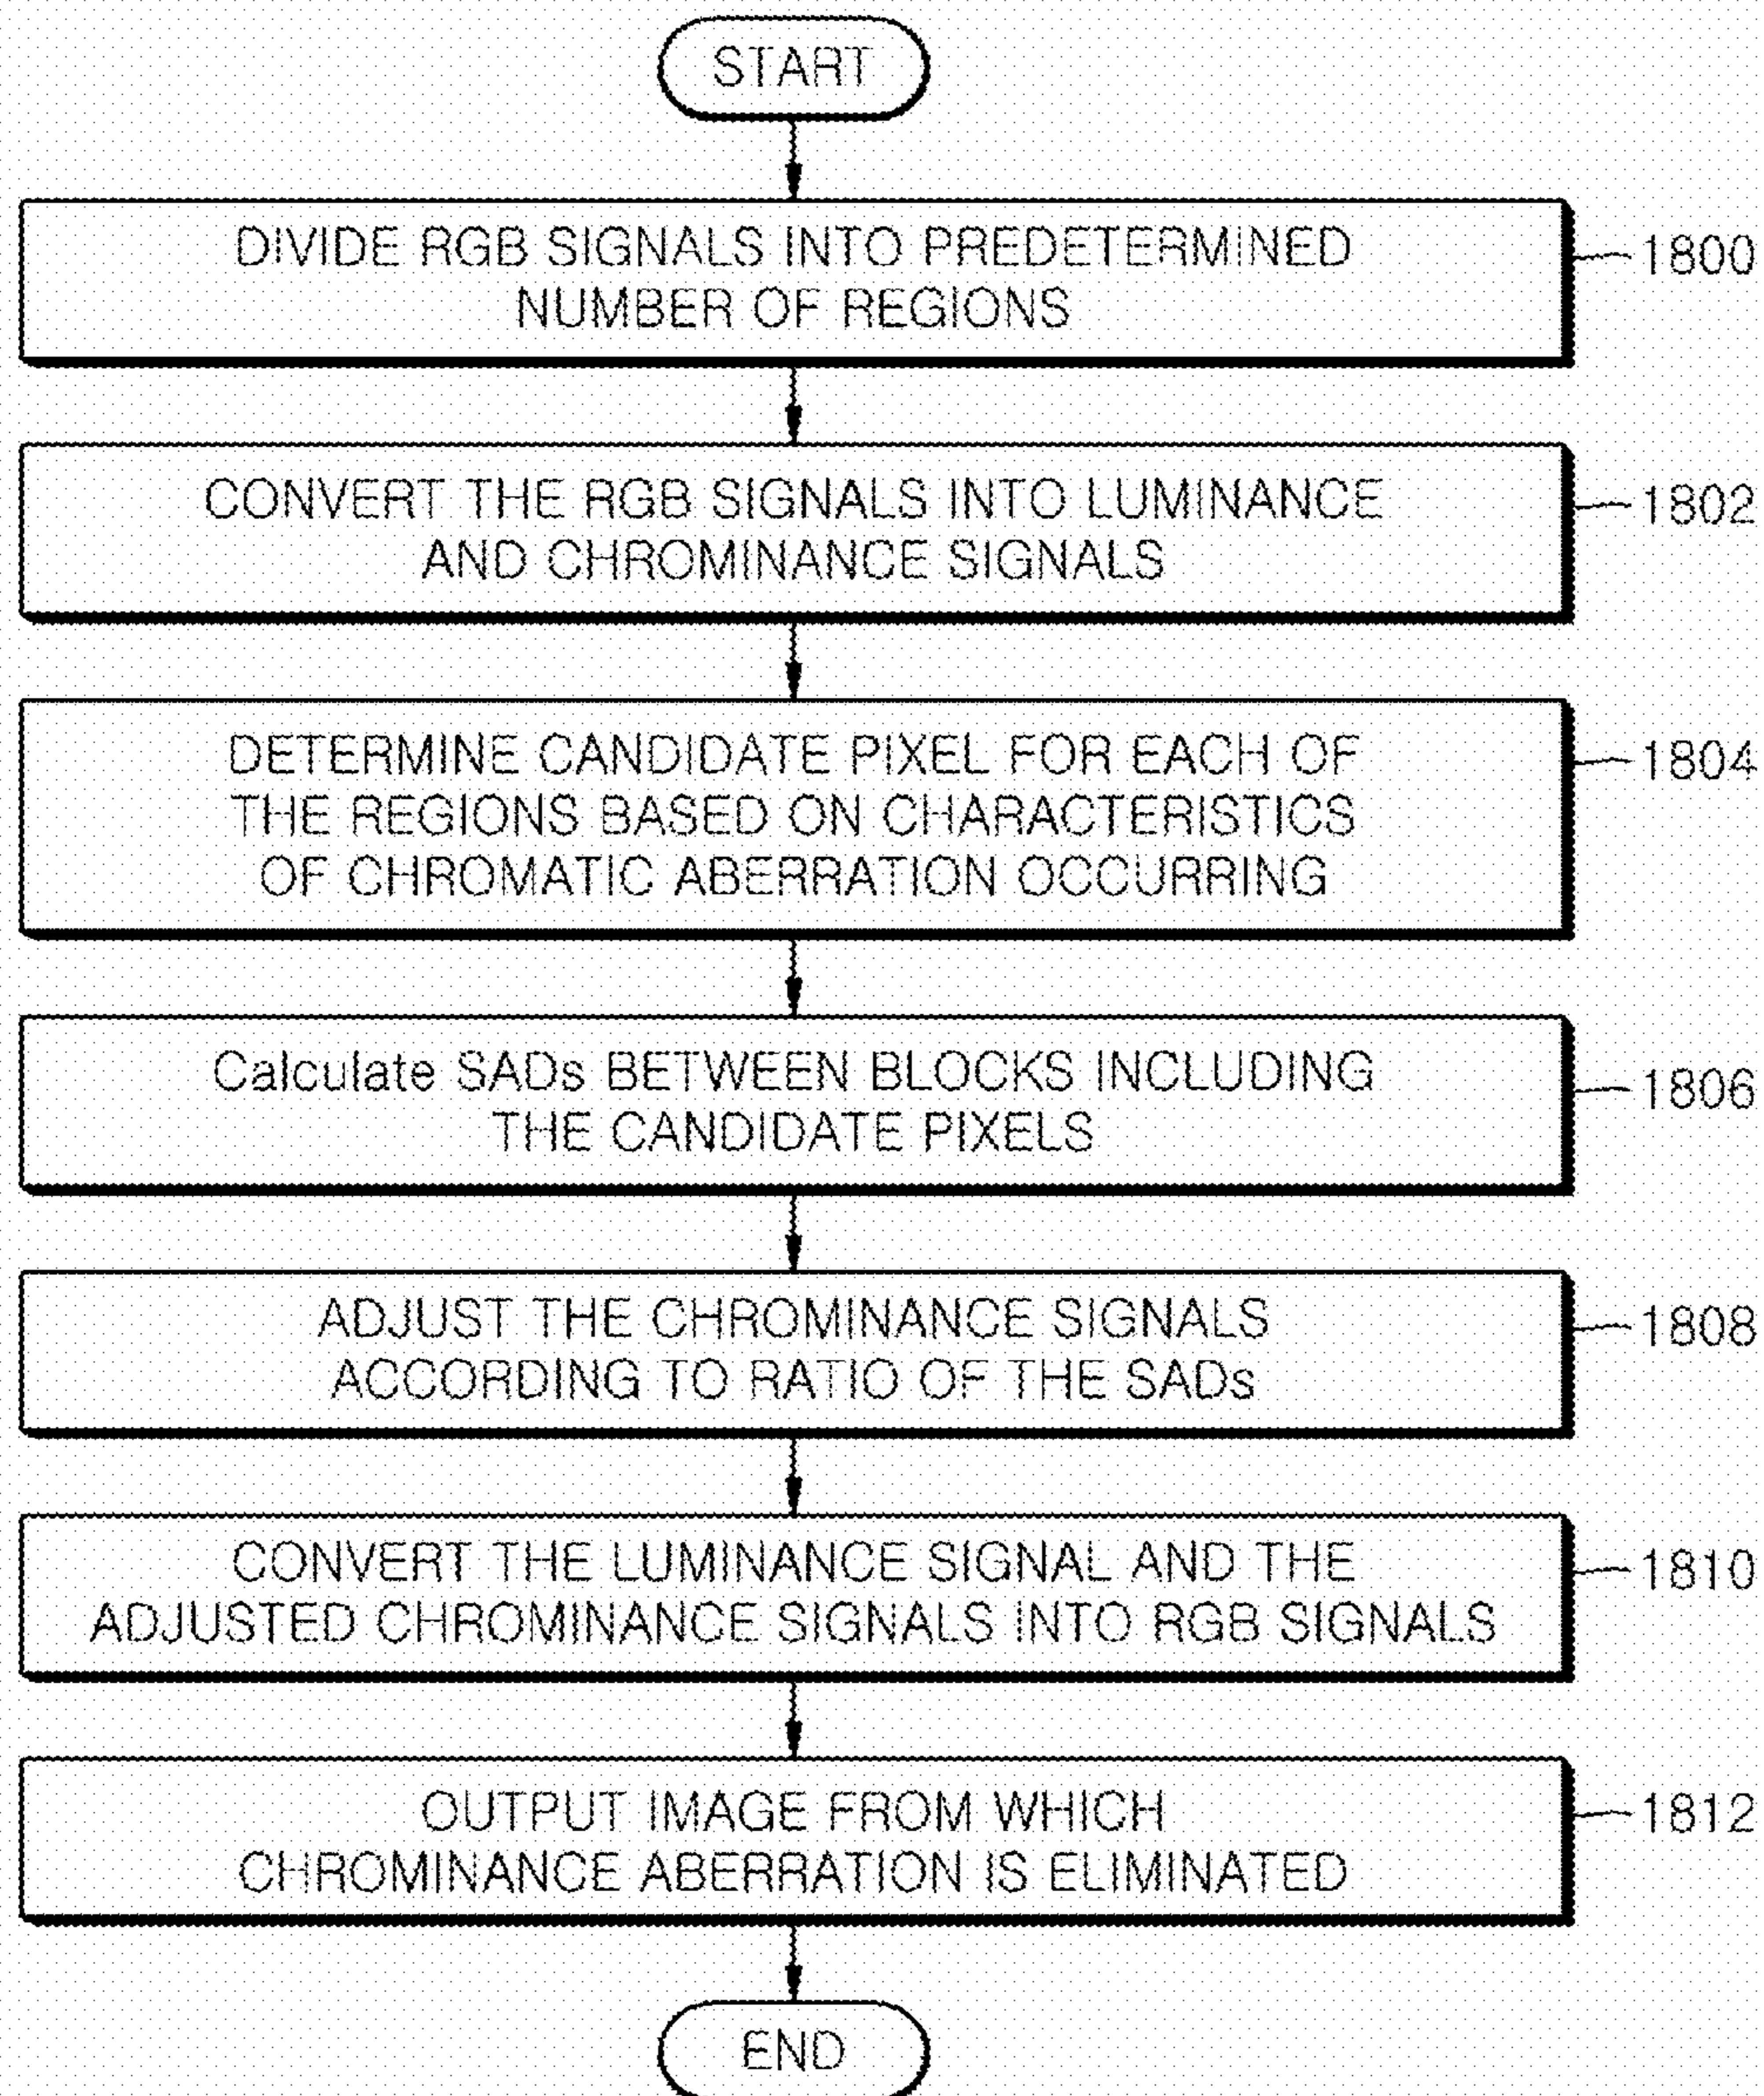 START
DIVIDE RGB SIGNALS INTO PREDETERMINED
NUMBER OF REGIONS
1800
CONVERT THE RGB SIGNALS INTO LUMINANCE
AND CHROMINANCE SIGNALS
1802
DETERMINE CANDIDATE PIXEL FOR EACH OF
THE REGIONS BASED ON CHARACTERISTICS
OF CHROMATIC ABERRATION OCCURRING
1804
Calculate SADs BETWEEN BLOCKS INCLUDING
THE CANDIDATE PIXELS
1806
ADJUST THE CHROMINANCE SIGNALS
ACCORDING TO RATIO OF THE SADs
1808
CONVERT THE LUMINANCE SIGNAL AND THE
ADJUSTED CHROMINANCE SIGNALS INTO RGB SIGNALS
1810
OUTPUT IMAGE FROM WHICH
CHROMINANCE ABERRATION IS ELIMINATED
1812
END